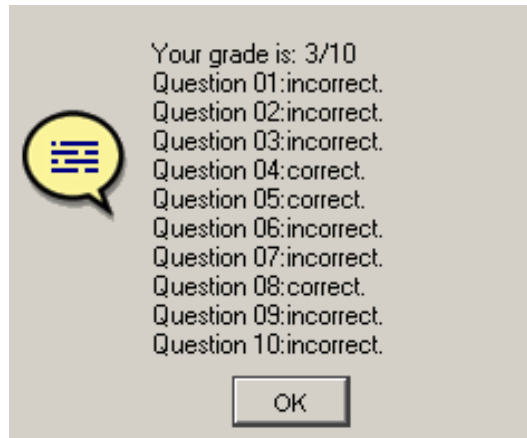 Your grade is: 3/10
Question 01:incorrect.
Question 02:incorrect.
Question 03:incorrect.
Question 04:correct.
Question 05:correct.
Question 06:incorrect.
Question 07:incorrect.
Question 08:correct.
Question 09:incorrect.
Question 10:incorrect.
OK